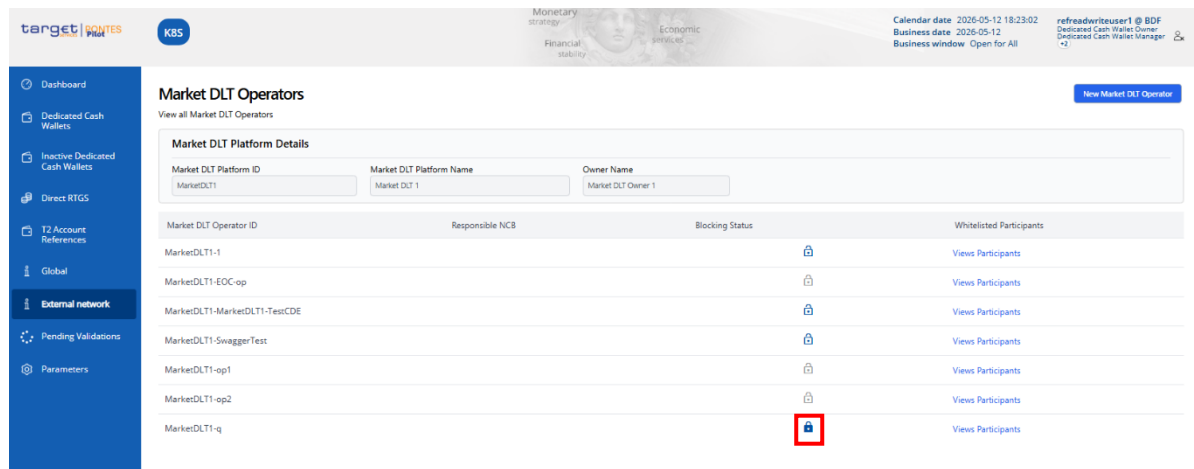 target | PONTES
Pilot
K8S
Monetary
strategy
Economic
services
Financial
stability
Calendar date 2026-05-12 18:23:02
Business date 2026-05-12
Business window Open for All
refreadwriteuser1 @ BDF
Dedicated Cash Wallet Owner
Dedicated Cash Wallet Manager
+2
Dashboard
Dedicated Cash
Wallets
Inactive Dedicated
Cash Wallets
Direct RTGS
T2 Account
References
Global
External network
Pending Validations
Parameters
Market DLT Operators
New Market DLT Operator
View all Market DLT Operators
Market DLT Platform Details
Market DLT Platform ID Market DLT Platform Name Owner Name
MarketDLT1 Market DLT 1 Market DLT Owner 1
Market DLT Operator ID Responsible NCB Blocking Status Whitelisted Participants
MarketDLT1-1 Views Participants
MarketDLT1-EOC-op Views Participants
MarketDLT1-MarketDLT1-TestCDE Views Participants
MarketDLT1-SwaggerTest Views Participants
MarketDLT1-op1 Views Participants
MarketDLT1-op2 Views Participants
MarketDLT1-q Views Participants